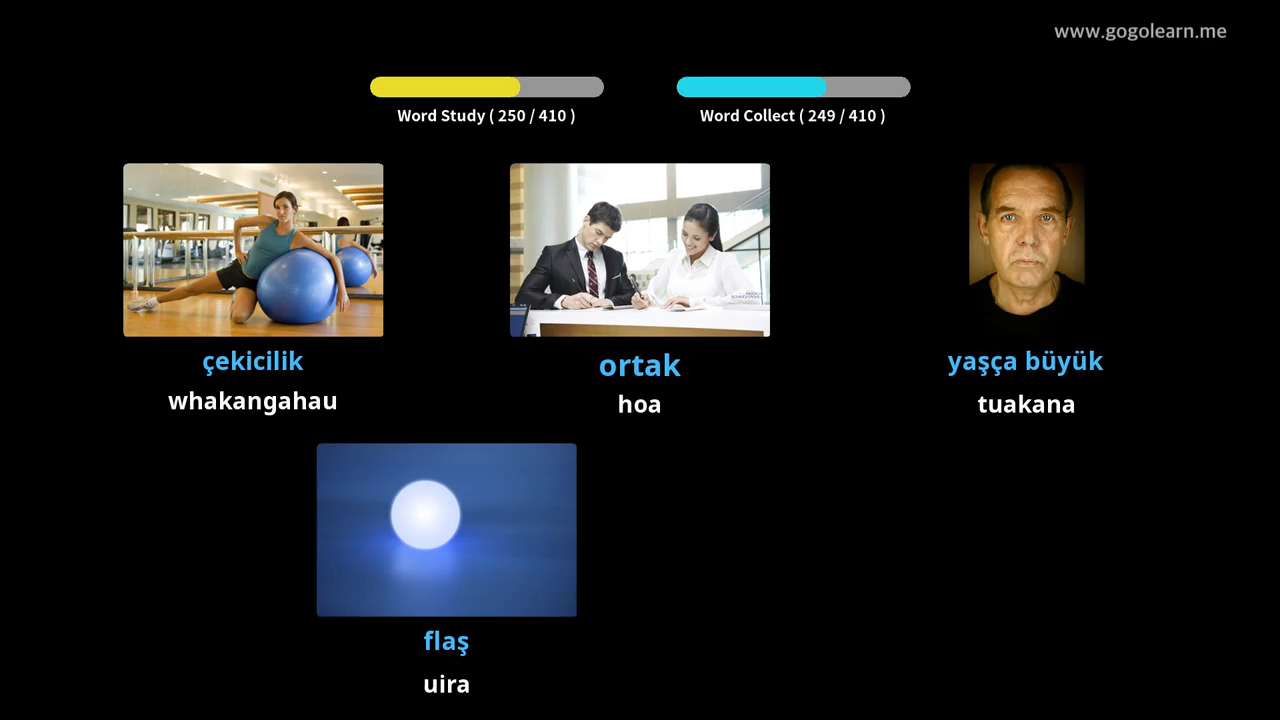 www.gogolearn.me
Word Study ( 250 / 410 )
Word Collect ( 249 / 410 )
çekicilik
whakangahau
ortak
hoa
yaşça büyük
tuakana
flaş
uira